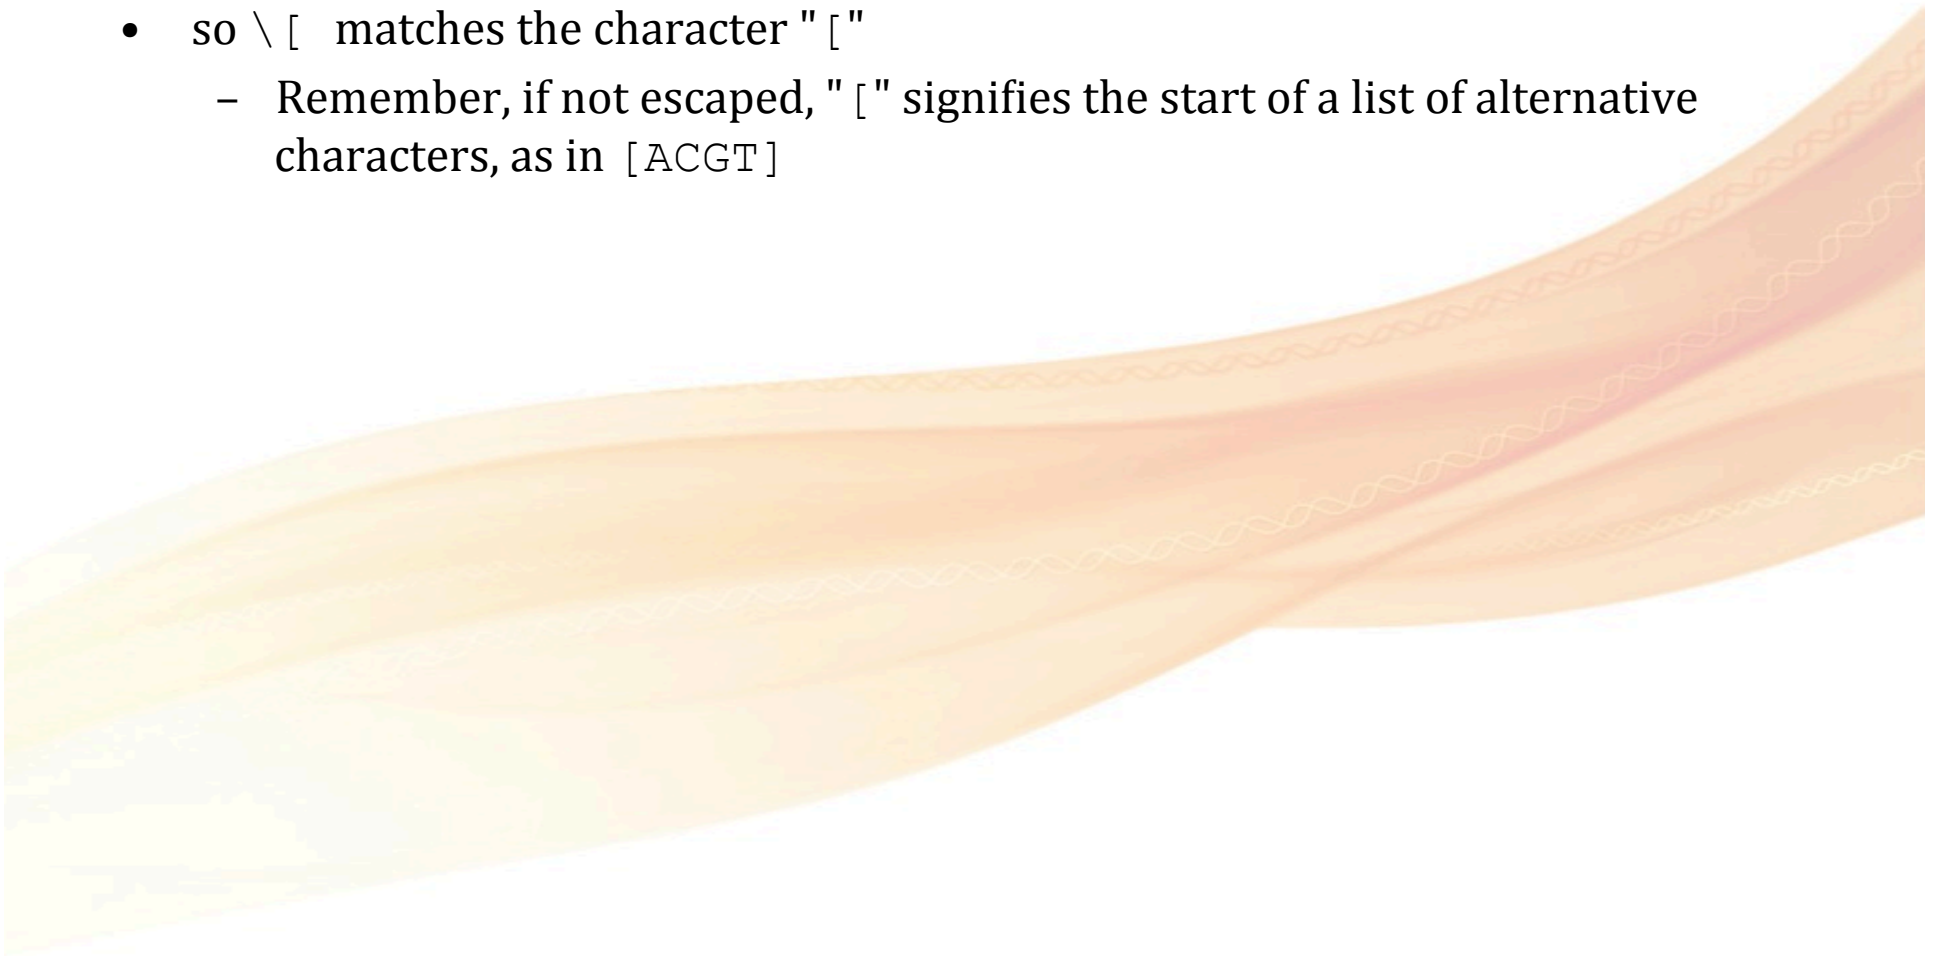 • so \[ matches the character "["
– Remember, if not escaped, "[" signifies the start of a list of alternative
characters, as in [ACGT]